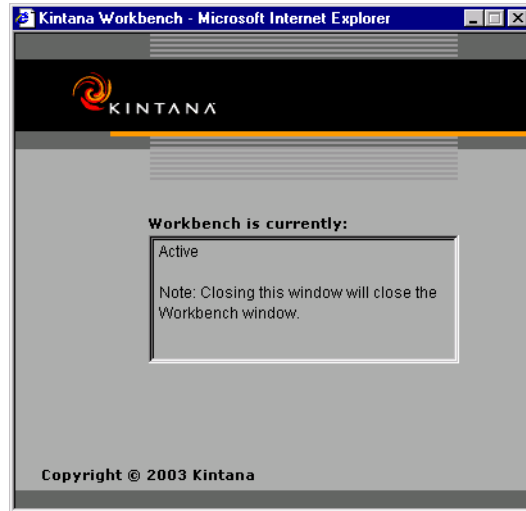 Kintana Workbench - Microsoft Internet Explorer
KINTANA
Workbench is currently:
Active
Note: Closing this window will close the
Workbench window.
Copyright © 2003 Kintana